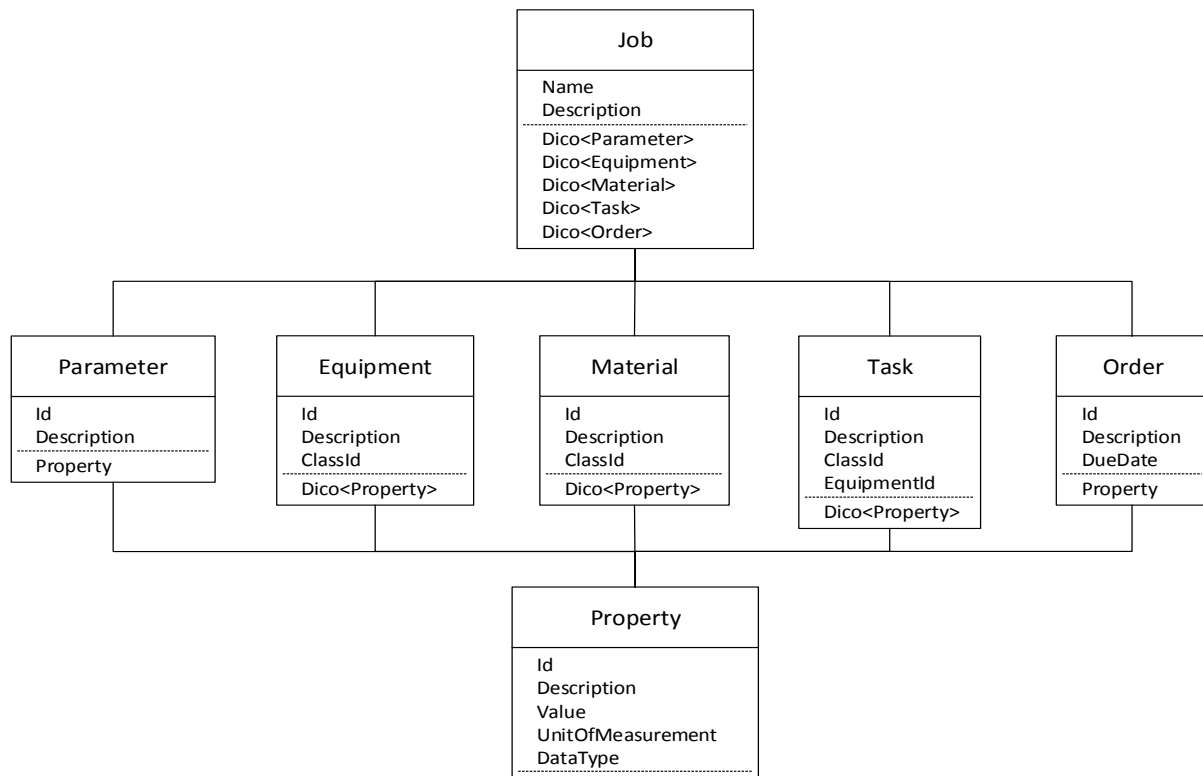 Job
Name
Description
Dico<Parameter>
Dico<Equipment>
Dico<Material>
Dico<Task>
Dico<Order>
Parameter
Id
Description
Property
Equipment
Id
Description
ClassId
Dico<Property>
Material
Id
Description
ClassId
Dico<Property>
Task
Id
Description
ClassId
EquipmentId
Dico<Property>
Order
Id
Description
DueDate
Property
Property
Id
Description
Value
UnitOfMeasurement
DataType